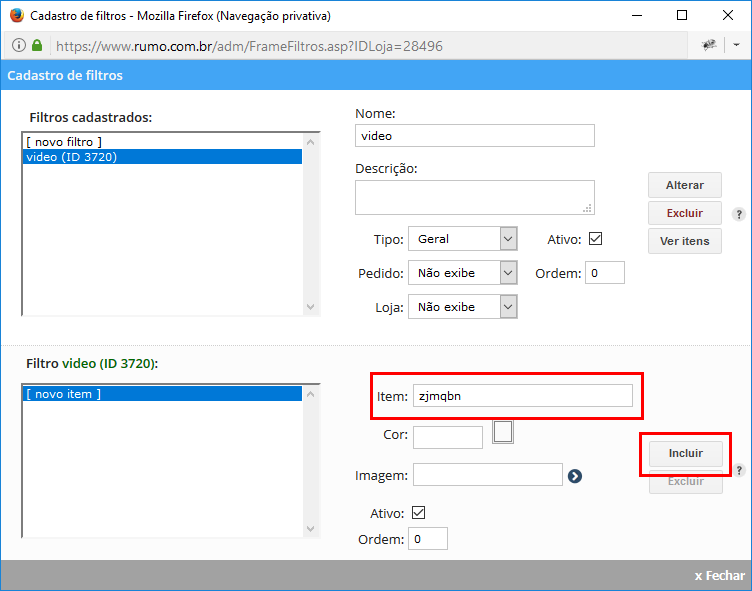 Cadastro de filtros - Mozilla Firefox (Navegação privativa)
https://www.rumo.com.br/adm/FrameFiltros.asp?IDLoja=28496
Cadastro de filtros
Filtros cadastrados:
[ novo filtro ]
video (ID 3720)
Nome:
video
Descrição:
Tipo: Geral Ativo:
Pedido: Não exibe Ordem: 0
Loja: Não exibe
Alterar
Excluir ?
Ver itens
Filtro video (ID 3720):
[ novo item ]
Item: zjmqbn
Cor:
Imagem:
Ativo:
Ordem: 0
Incluir
?
Excluir
x Fechar